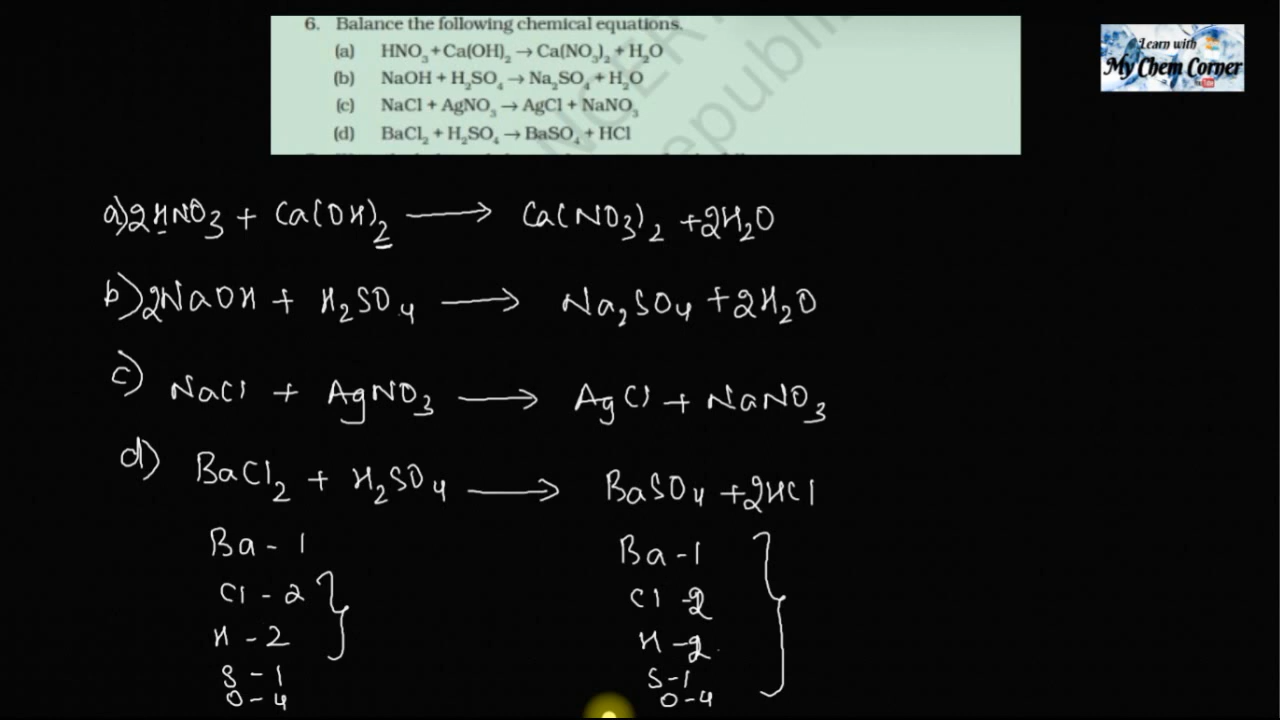 6. Balance the following chemical equations.
(a) HNO₃ + Ca(OH)₂ → Ca(NO₃)₂ + H₂O
(b) NaOH + H₂SO₄ → Na₂SO₄ + H₂O
(c) NaCl + AgNO₃ → AgCl + NaNO₃
(d) BaCl₂ + H₂SO₄ → BaSO₄ + HCl
Learn with
My Chem Corner
a) 2HNO₃ + Ca(OH)₂ ⟶ Ca(NO₃)₂ + 2H₂O
b) 2NaOH + H₂SO₄ ⟶ Na₂SO₄ + 2H₂O
c) NaCl + AgNO₃ ⟶ AgCl + NaNO₃
d) BaCl₂ + H₂SO₄ ⟶ BaSO₄ + 2HCl
Ba - 1
Cl - 2
H - 2
S - 1
O - 4
Ba - 1
Cl - 2
H - 2
S - 1
O - 4